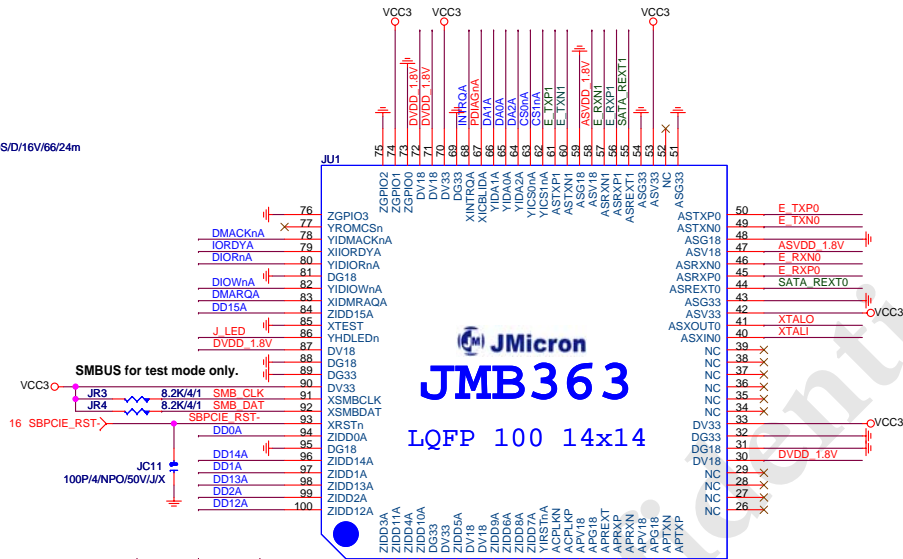 VCC3 VCC3 VCC3
S/D/16V/66/24m
DVDD_1.8V
DVDD_1.8V
INTRQA
PDIAGnA
DA1A
DA0A
DA2A
CS0nA
CS1nA
E_TXP1
E_TXN1
ASVDD_1.8V
E_RXN1
E_RXP1
SATA_REXT1
75 74 73 72 71 70 69 68 67 66 65 64 63 62 61 60 59 58 57 56 55 54 53 52 51
NC
JU1
ZGPIO2
ZGPIO1
ZGPIO0
DV18
DV18
DV33
DG33
XINTRQA
XICBLIDA
YIDA1A
YIDA0A
YIDA2A
YICS0nA
YICS1nA
ASTXP1
ASTXN1
ASG18
ASV18
ASRXN1
ASRXP1
ASREXT1
ASG33
ASV33
ASG33
76 ZGPIO3
77 YROMCSn
DMACKnA 78 YIDMACKnA
IORDYA 79 XIIORDYA
DIORnA 80 YIDIORnA
81 DG18
DIOWnA 82 YIDIOWnA
DMARQA 83 XIDMRAQA
DD15A 84 ZIDD15A
85 XTEST
J_LED 86 YHDLEDn
DVDD_1.8V 87 DV18
88 DG18
89 DG33
SMBUS for test mode only.
VCC3 90 DV33
JR3 8.2K/4/1 SMB_CLK 91 XSMBCLK
JR4 8.2K/4/1 SMB_DAT 92 XSMBDAT
16 SBPCIE_RST- SBPCIE_RST- 93 XRSTn
DD0A 94 ZIDD0A
95 DG18
DD14A 96 ZIDD14A
DD1A 97 ZIDD1A
DD13A 98 ZIDD13A
DD2A 99 ZIDD2A
DD12A 100 ZIDD12A
JC11
100P/4/NPO/50V/J/X
JMicron
JMB363
LQFP 100 14x14
ASTXP0 50 E_TXP0
ASTXN0 49 E_TXN0
ASG18 48
ASV18 47 ASVDD_1.8V
ASRXN0 46 E_RXN0
ASRXP0 45 E_RXP0
ASREXT0 44 SATA_REXT0
ASG33 43
ASV33 42 VCC3
ASXOUT0 41 XTALO
ASXIN0 40 XTALI
NC 39
NC 38
NC 37
NC 36
NC 35
NC 34
DV33 33 VCC3
DG33 32
DG18 31
DV18 30 DVDD_1.8V
NC 29
NC 28
NC 27
NC 26
ZIDD3A
ZIDD11A
ZIDD4A
ZIDD10A
DG33
DV33
ZIDD5A
DV18
DV18
ZIDD9A
ZIDD6A
ZIDD8A
ZIDD7A
YIRSTnA
ACPLKN
ACPLKP
APV18
APG18
APREXT
APRXP
APRXN
APV18
APG18
APTXN
APTXP